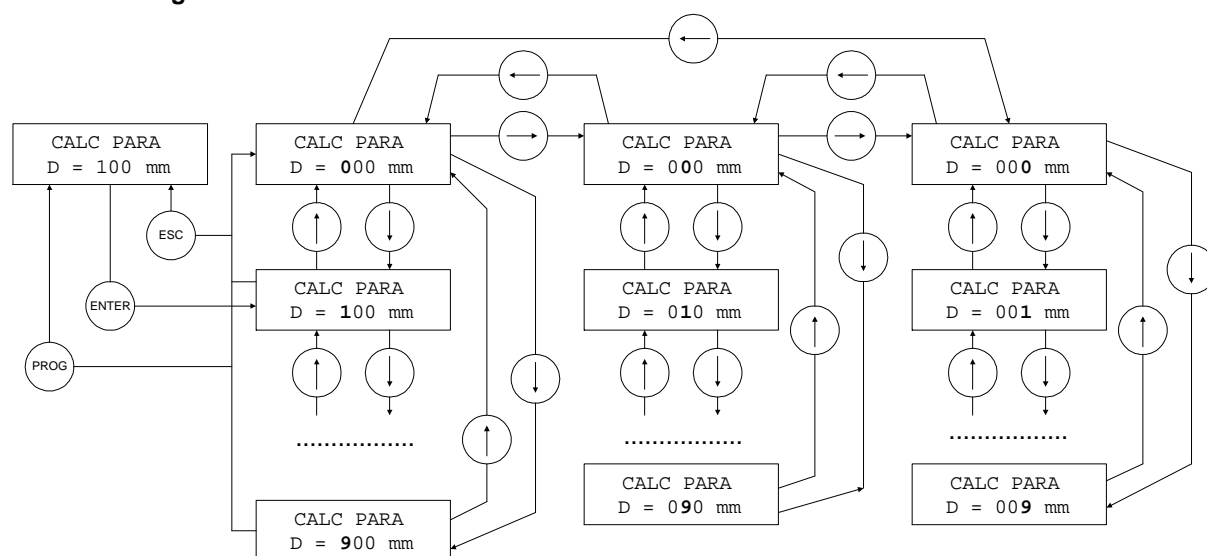 g
CALC PARA
D = 100 mm
CALC PARA
D = 000 mm
CALC PARA
D = 000 mm
CALC PARA
D = 000 mm
ESC
CALC PARA
D = 100 mm
CALC PARA
D = 010 mm
CALC PARA
D = 001 mm
ENTER
PROG
.................
.................
.................
CALC PARA
D = 900 mm
CALC PARA
D = 090 mm
CALC PARA
D = 009 mm